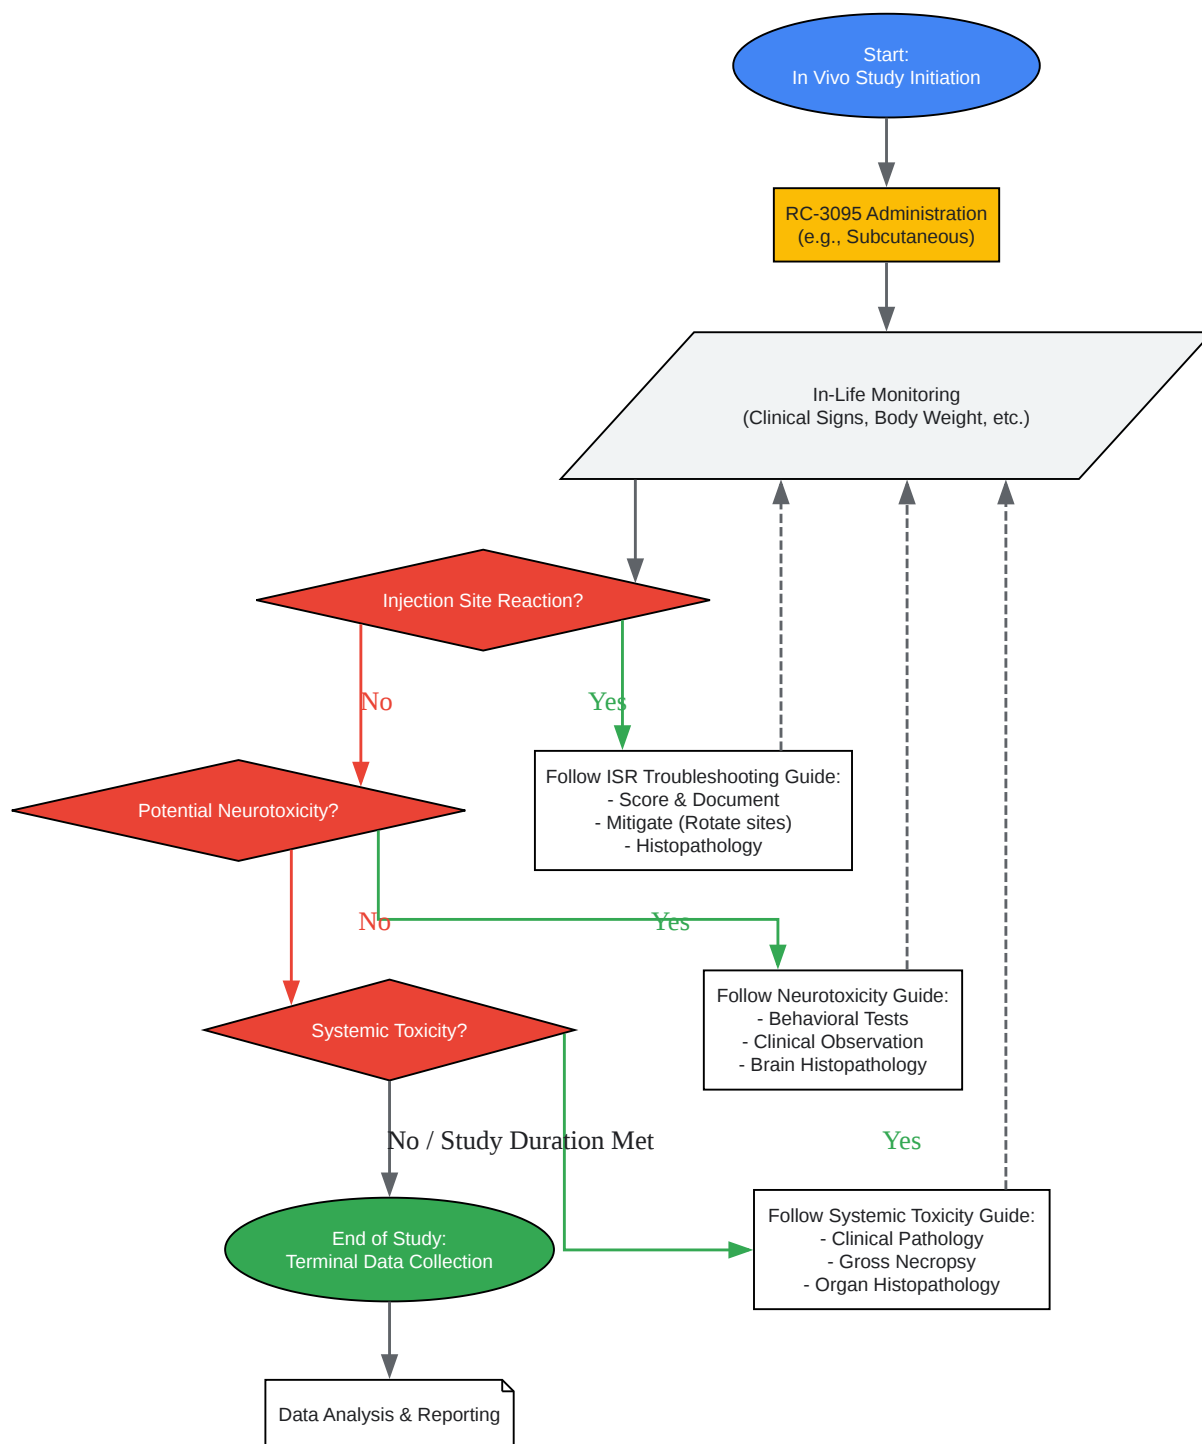 Start:
In Vivo Study Initiation
RC-3095 Administration
(e.g., Subcutaneous)
In-Life Monitoring
(Clinical Signs, Body Weight, etc.)
Injection Site Reaction?
No
Yes
Follow ISR Troubleshooting Guide:
- Score & Document
- Mitigate (Rotate sites)
- Histopathology
Potential Neurotoxicity?
No
Yes
Follow Neurotoxicity Guide:
- Behavioral Tests
- Clinical Observation
- Brain Histopathology
Systemic Toxicity?
No / Study Duration Met
Yes
Follow Systemic Toxicity Guide:
- Clinical Pathology
- Gross Necropsy
- Organ Histopathology
End of Study:
Terminal Data Collection
Data Analysis & Reporting